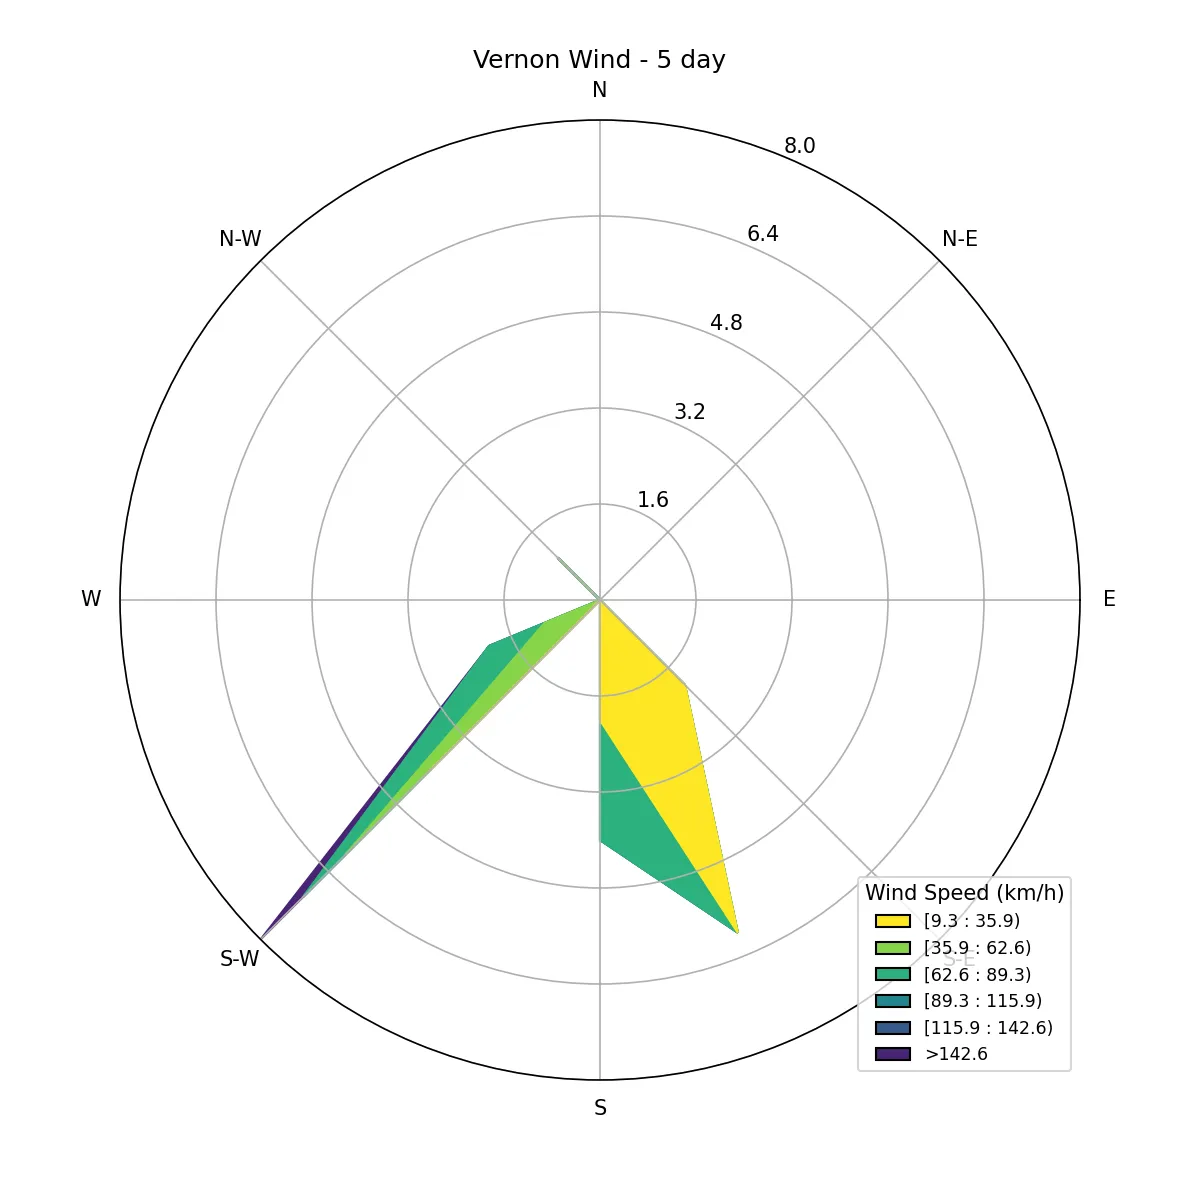 Vernon Wind - 5 day
N
8.0
N-W
N-E
6.4
4.8
3.2
1.6
W
E
Wind Speed (km/h)
[9.3 : 35.9)
[35.9 : 62.6)
S-W
S-E
[62.6 : 89.3)
[89.3 : 115.9)
[115.9 : 142.6)
>142.6
S